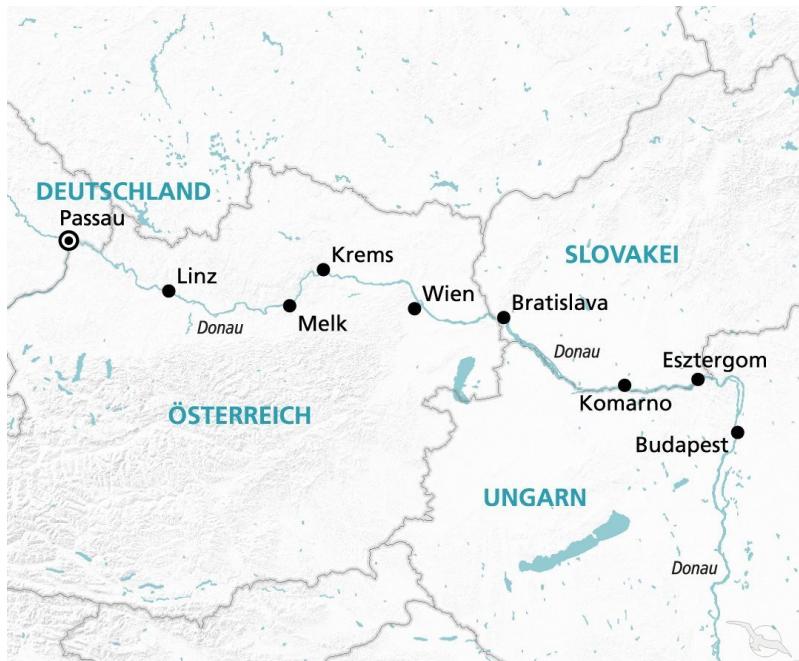 DEUTSCHLAND
Passau
Linz
Donau
Melk
Krems
Wien
SLOVAKEI
Bratislava
Donau
Esztergom
Komarno
Budapest
ÖSTERREICH
UNGARN
Donau